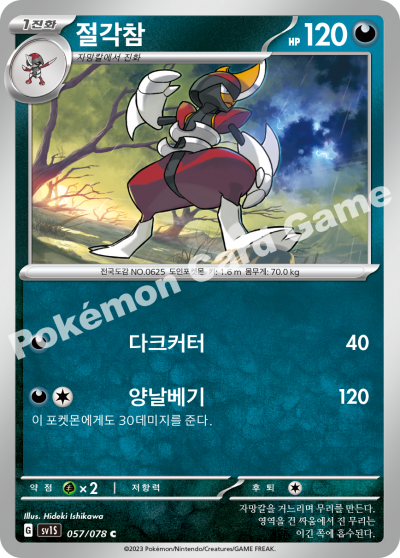 1진화
절각참
HP 120
자망칼에서 진화
전국도감 NO.0625 도인포켓몬 키: 1.6 m 몸무게: 70.0 kg
Pokémon Card Game
다크커터 40
양날베기 120
이 포켓몬에게도 30데미지를 준다.
약점 ×2 저항력 후퇴
Illus. Hideki Ishikawa
G sv1S 057/078 C
자망칼을 거느리며 무리를 만든다.
영역을 건 싸움에서 진 무리는
이긴 쪽에 흡수된다.
©2023 Pokémon/Nintendo/Creatures/GAME FREAK.